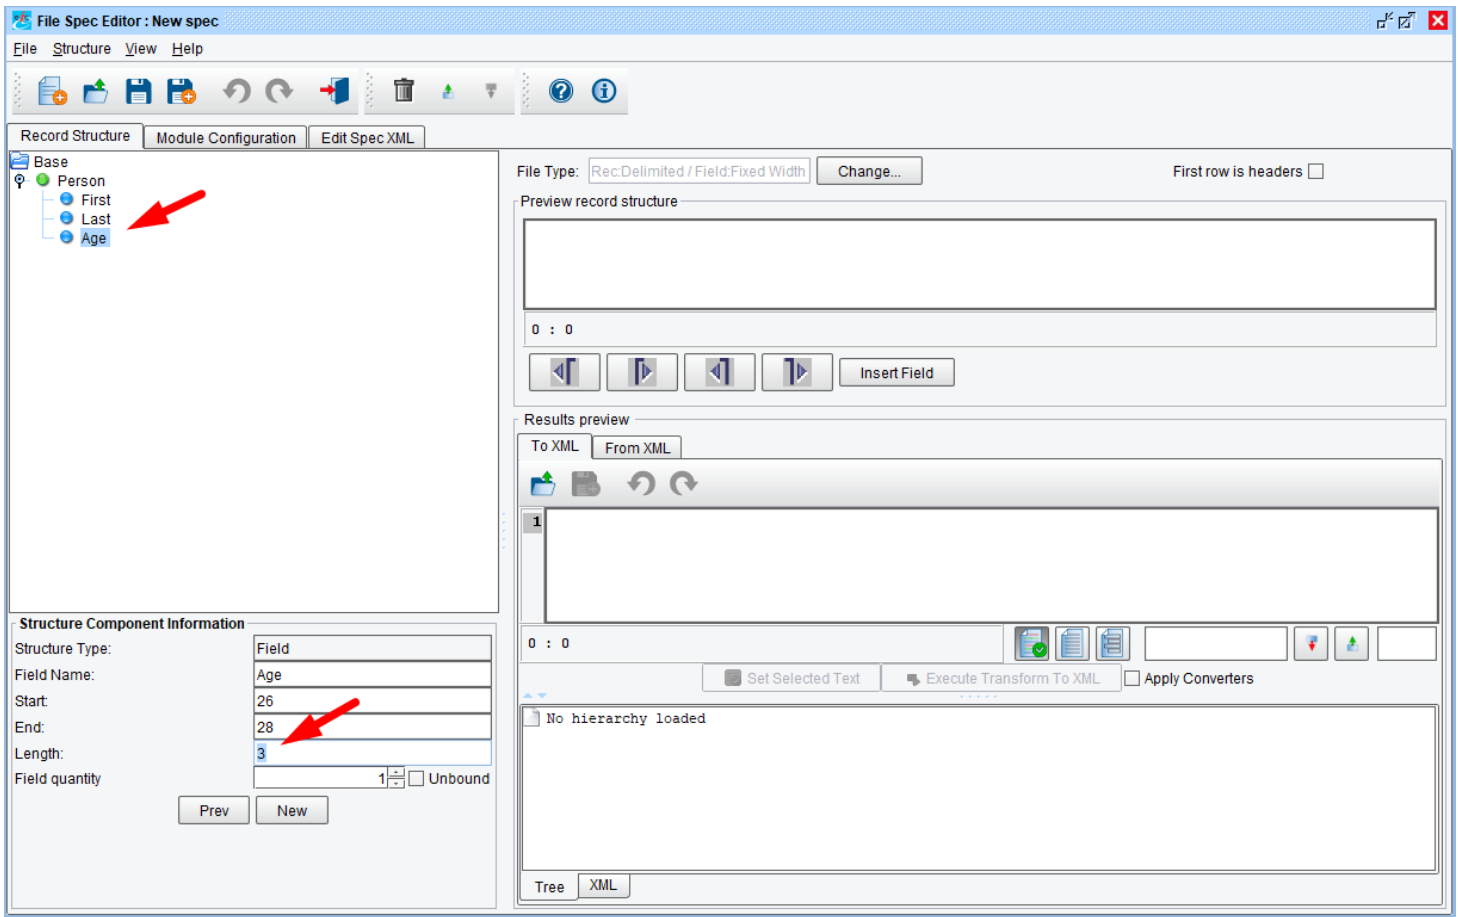 File Spec Editor : New spec
File Structure View Help
Record Structure Module Configuration Edit Spec XML
Base
Person
First
Last
Age
Structure Component Information
Structure Type: Field
Field Name: Age
Start: 26
End: 28
Length: 3
Field quantity 1 Unbound
Prev New
File Type: Rec:Delimited / Field:Fixed Width Change... First row is headers
Preview record structure
0 : 0
Insert Field
Results preview
To XML From XML
1
0 : 0
Set Selected Text Execute Transform To XML Apply Converters
No hierarchy loaded
Tree XML